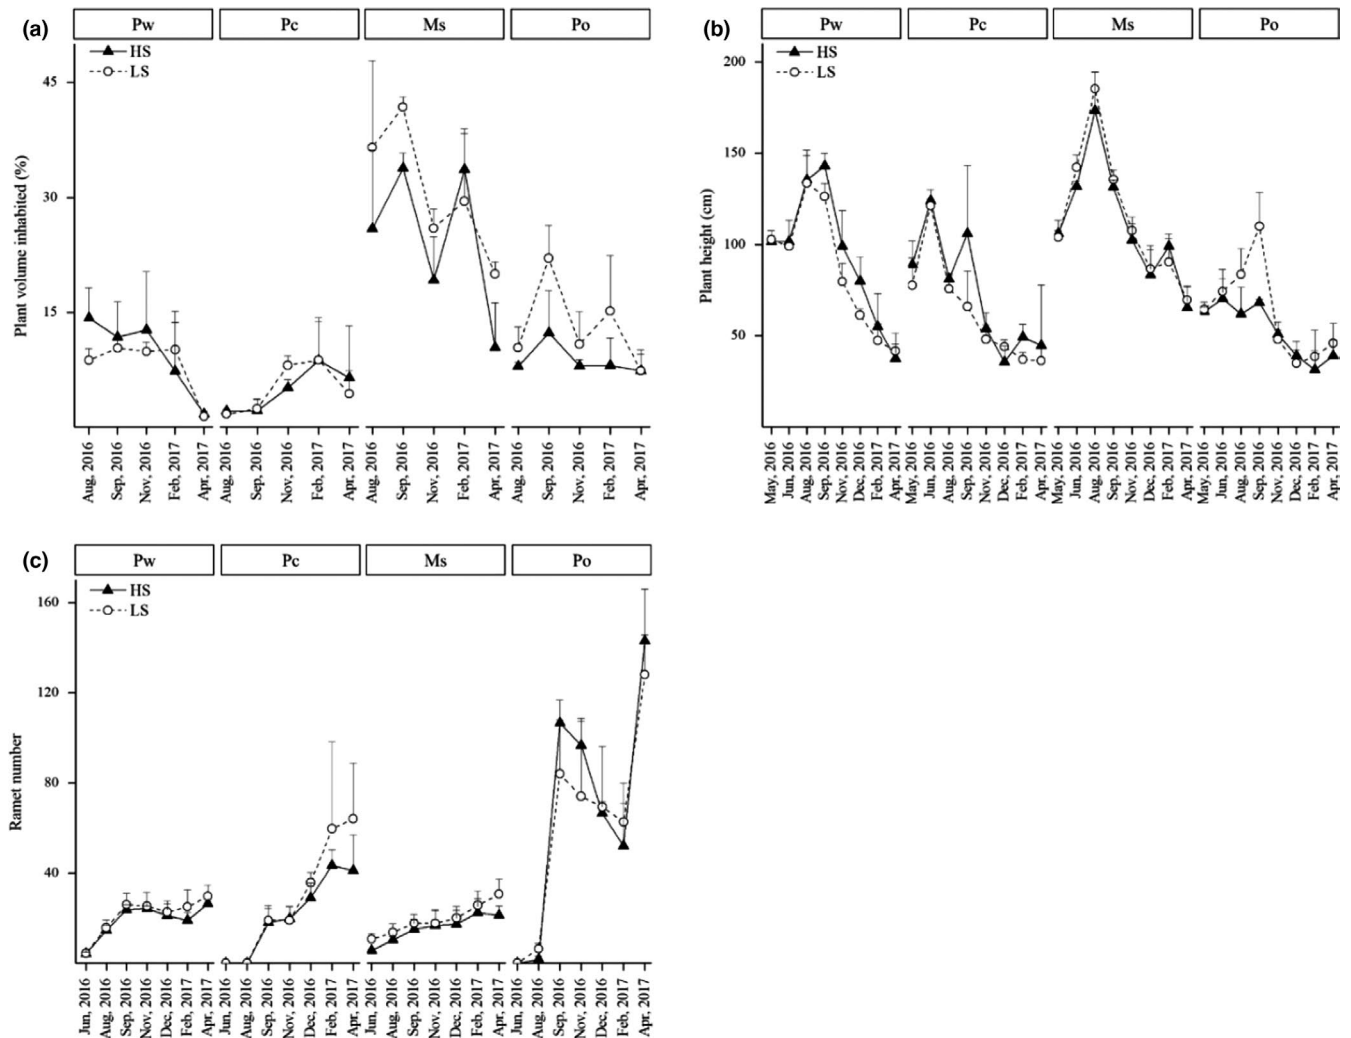 (a)
Pw Pc Ms Po
HS
LS
45
30
15
Plant volume inhabited (%)
Aug, 2016 Sep, 2016 Nov, 2016 Feb, 2017 Apr, 2017 Aug, 2016 Sep, 2016 Nov, 2016 Feb, 2017 Apr, 2017 Aug, 2016 Sep, 2016 Nov, 2016 Feb, 2017 Apr, 2017 Aug, 2016 Sep, 2016 Nov, 2016 Feb, 2017 Apr, 2017
(b)
Pw Pc Ms Po
HS
LS
200
150
100
50
Plant height (cm)
May, 2016 Jun, 2016 Aug, 2016 Sep, 2016 Nov, 2016 Dec, 2016 Feb, 2017 Apr, 2017 May, 2016 Jun, 2016 Aug, 2016 Sep, 2016 Nov, 2016 Dec, 2016 Feb, 2017 Apr, 2017 May, 2016 Jun, 2016 Aug, 2016 Sep, 2016 Nov, 2016 Dec, 2016 Feb, 2017 Apr, 2017 May, 2016 Jun, 2016 Aug, 2016 Sep, 2016 Nov, 2016 Dec, 2016 Feb, 2017 Apr, 2017
(c)
Pw Pc Ms Po
HS
LS
160
120
80
40
Ramet number
Jun, 2016 Aug, 2016 Sep, 2016 Nov, 2016 Dec, 2016 Feb, 2017 Apr, 2017 Jun, 2016 Aug, 2016 Sep, 2016 Nov, 2016 Dec, 2016 Feb, 2017 Apr, 2017 Jun, 2016 Aug, 2016 Sep, 2016 Nov, 2016 Dec, 2016 Feb, 2017 Apr, 2017 Jun, 2016 Aug, 2016 Sep, 2016 Nov, 2016 Dec, 2016 Feb, 2017 Apr, 2017